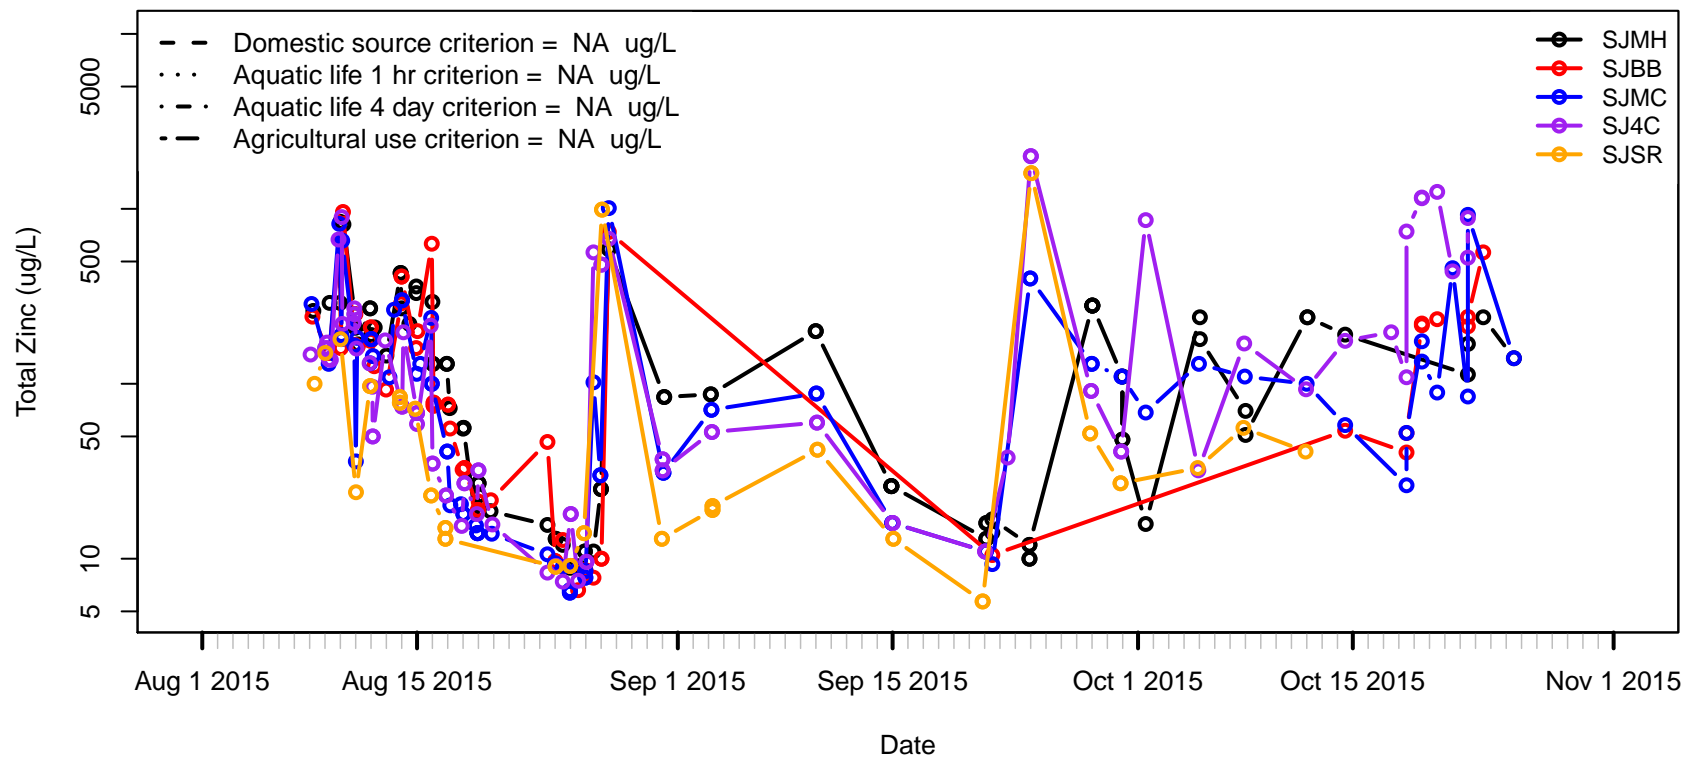 Domestic source criterion =  NA  ug/L
Aquatic life 1 hr criterion =  NA  ug/L
Aquatic life 4 day criterion =  NA  ug/L
Agricultural use criterion =  NA  ug/L
SJMH
SJBB
SJMC
SJ4C
SJSR
Total Zinc (ug/L)
5000
500
50
10
5
Aug 1 2015
Aug 15 2015
Sep 1 2015
Sep 15 2015
Oct 1 2015
Oct 15 2015
Nov 1 2015
Date